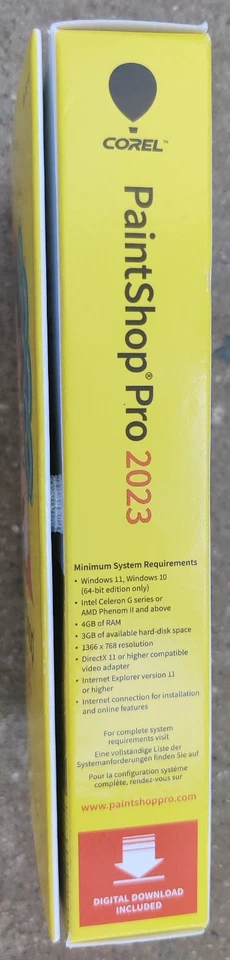 COREL™
PaintShop® Pro 2023
Minimum System Requirements
• Windows 11, Windows 10
(64-bit edition only)
• Intel Celeron G series or
AMD Phenom II and above
• 4GB of RAM
• 3GB of available hard-disk space
• 1366 x 768 resolution
• DirectX 11 or higher compatible
video adapter
• Internet Explorer version 11
or higher
• Internet connection for installation
and online features
For complete system
requirements visit
Eine vollständige Liste der
Systemanforderungen finden Sie auf
Pour la configuration système
complète, rendez-vous sur
www.paintshoppro.com
DIGITAL DOWNLOAD
INCLUDED